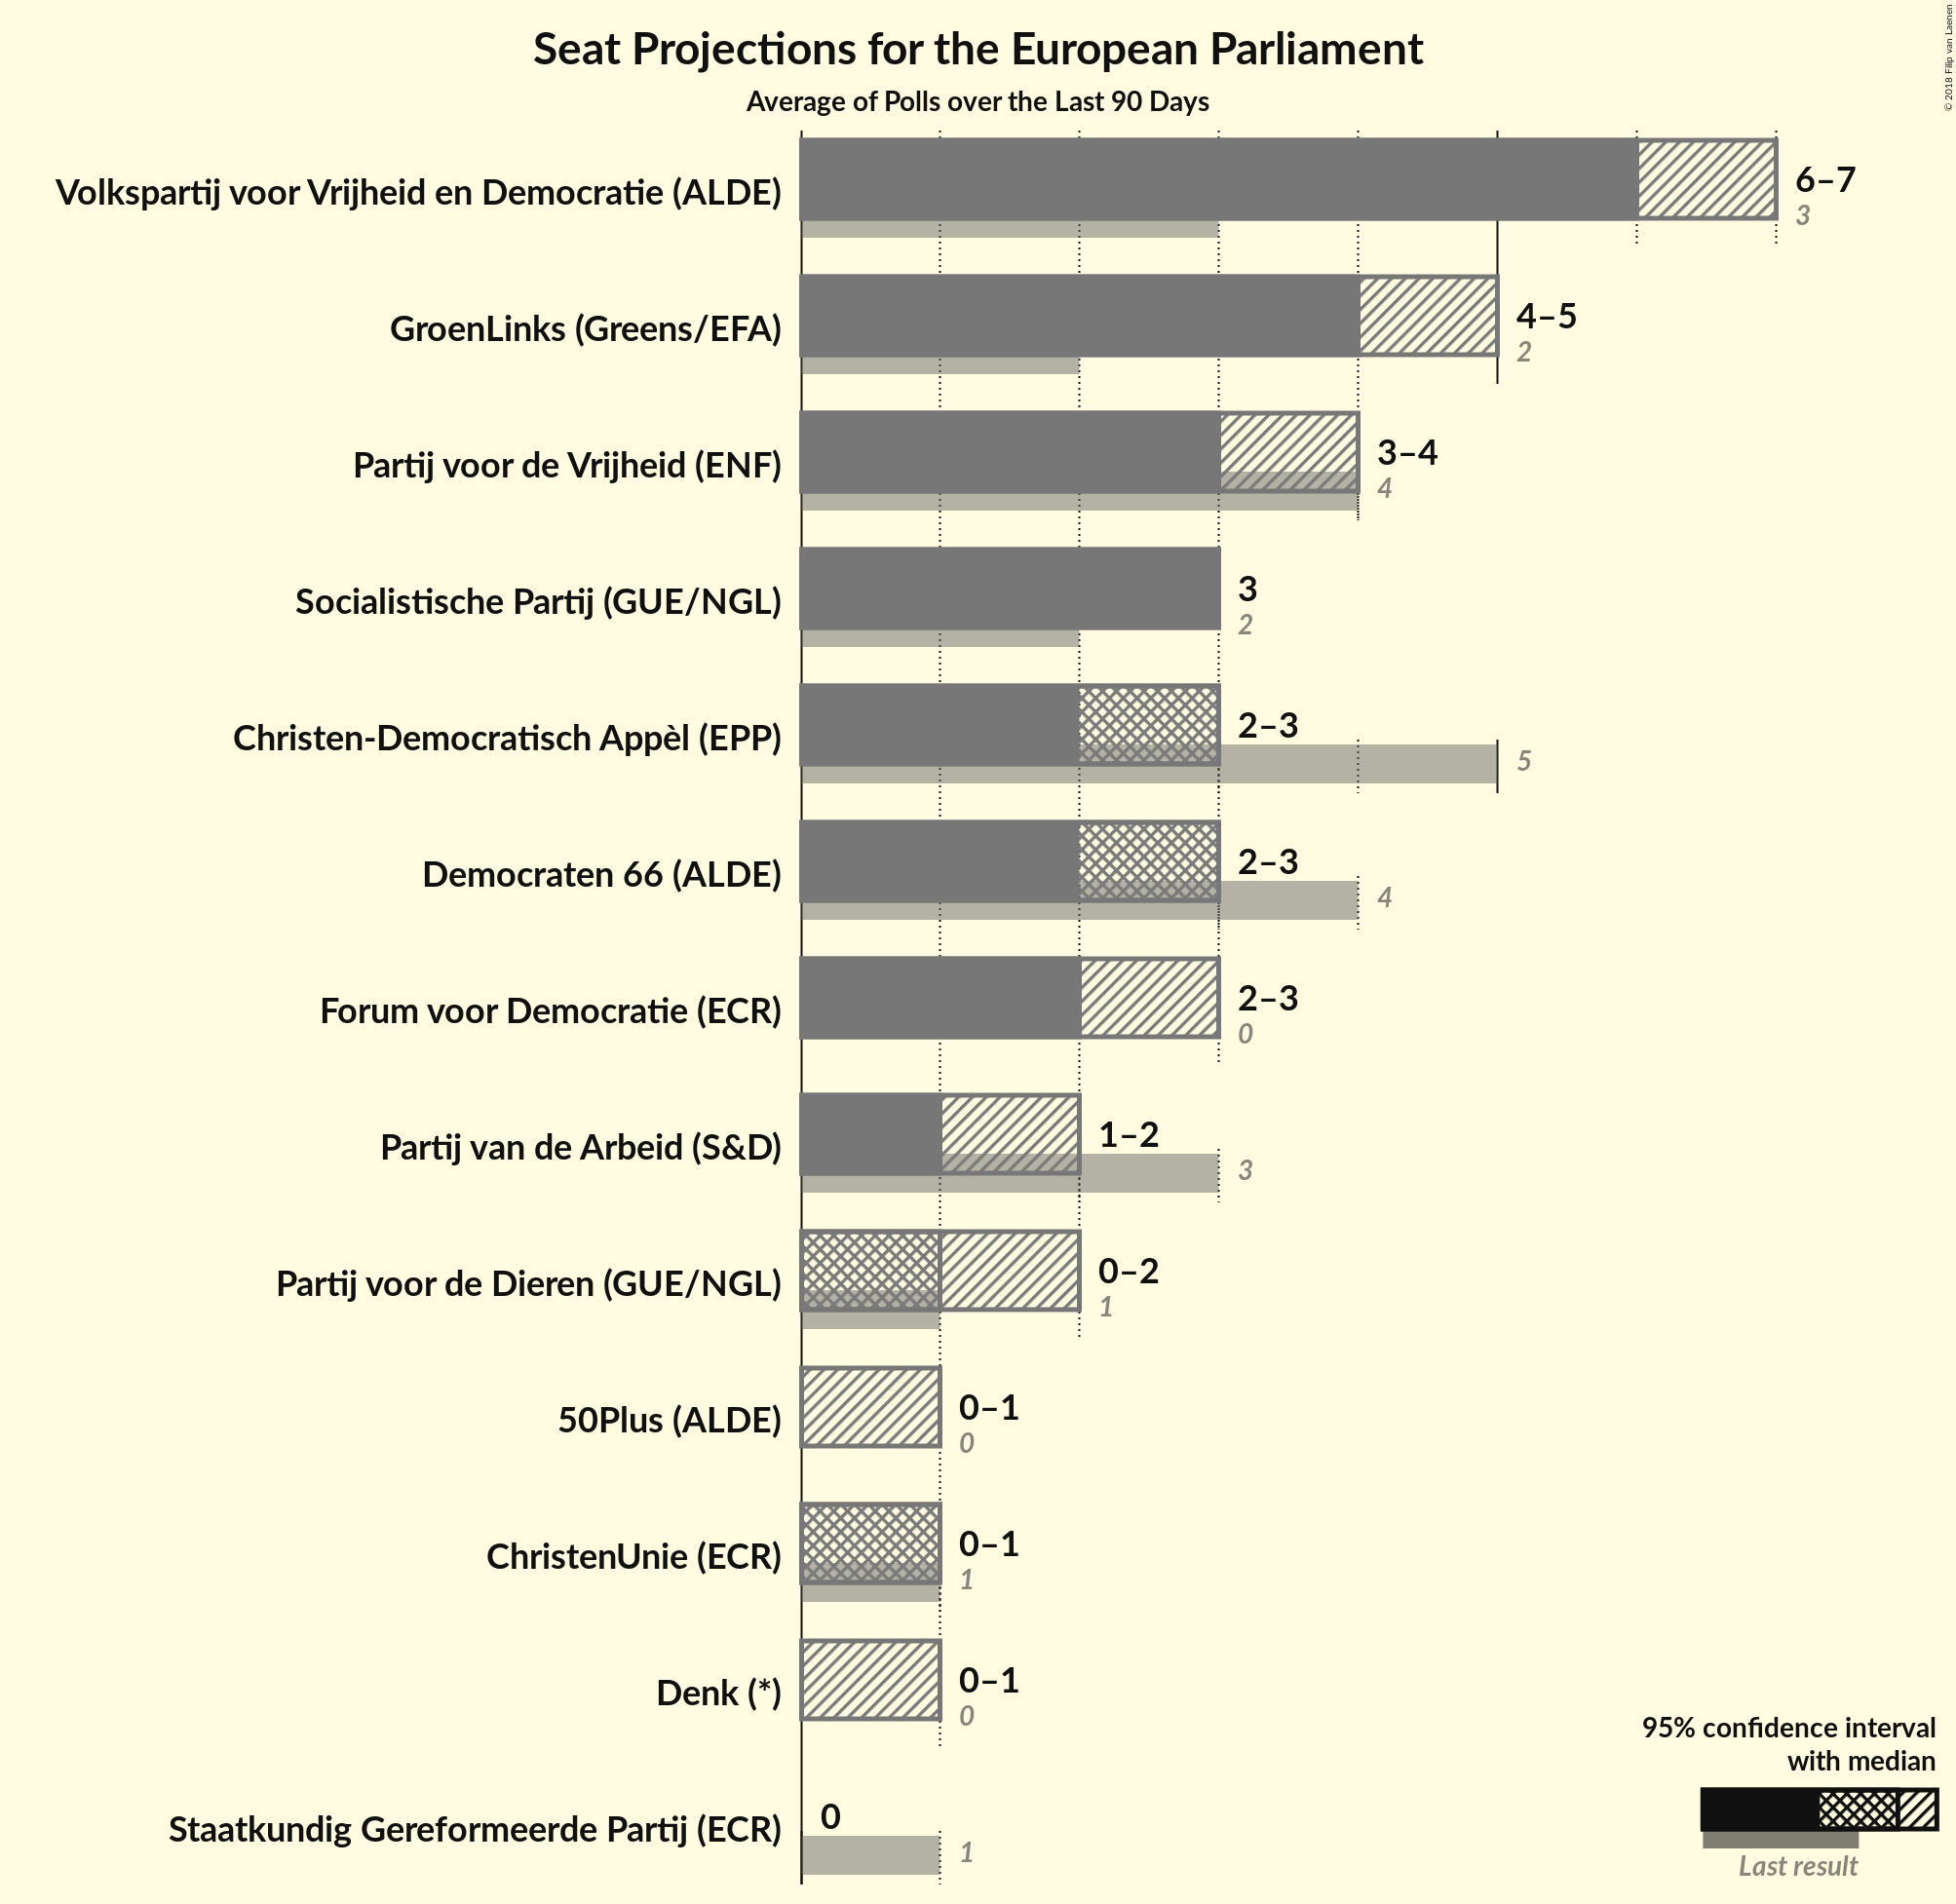 Seat Projections for the European Parliament
Average of Polls over the Last 90 Days
© 2018 Filip van Laenen
Volkspartij voor Vrijheid en Democratie (ALDE)
6–7
3
GroenLinks (Greens/EFA)
4–5
2
Partij voor de Vrijheid (ENF)
3–4
4
Socialistische Partij (GUE/NGL)
3
2
Christen-Democratisch Appèl (EPP)
2–3
5
Democraten 66 (ALDE)
2–3
4
Forum voor Democratie (ECR)
2–3
0
Partij van de Arbeid (S&D)
1–2
3
Partij voor de Dieren (GUE/NGL)
0–2
1
50Plus (ALDE)
0–1
0
ChristenUnie (ECR)
0–1
1
Denk (*)
0–1
0
Staatkundig Gereformeerde Partij (ECR)
0
1
95% confidence interval
with median
Last result